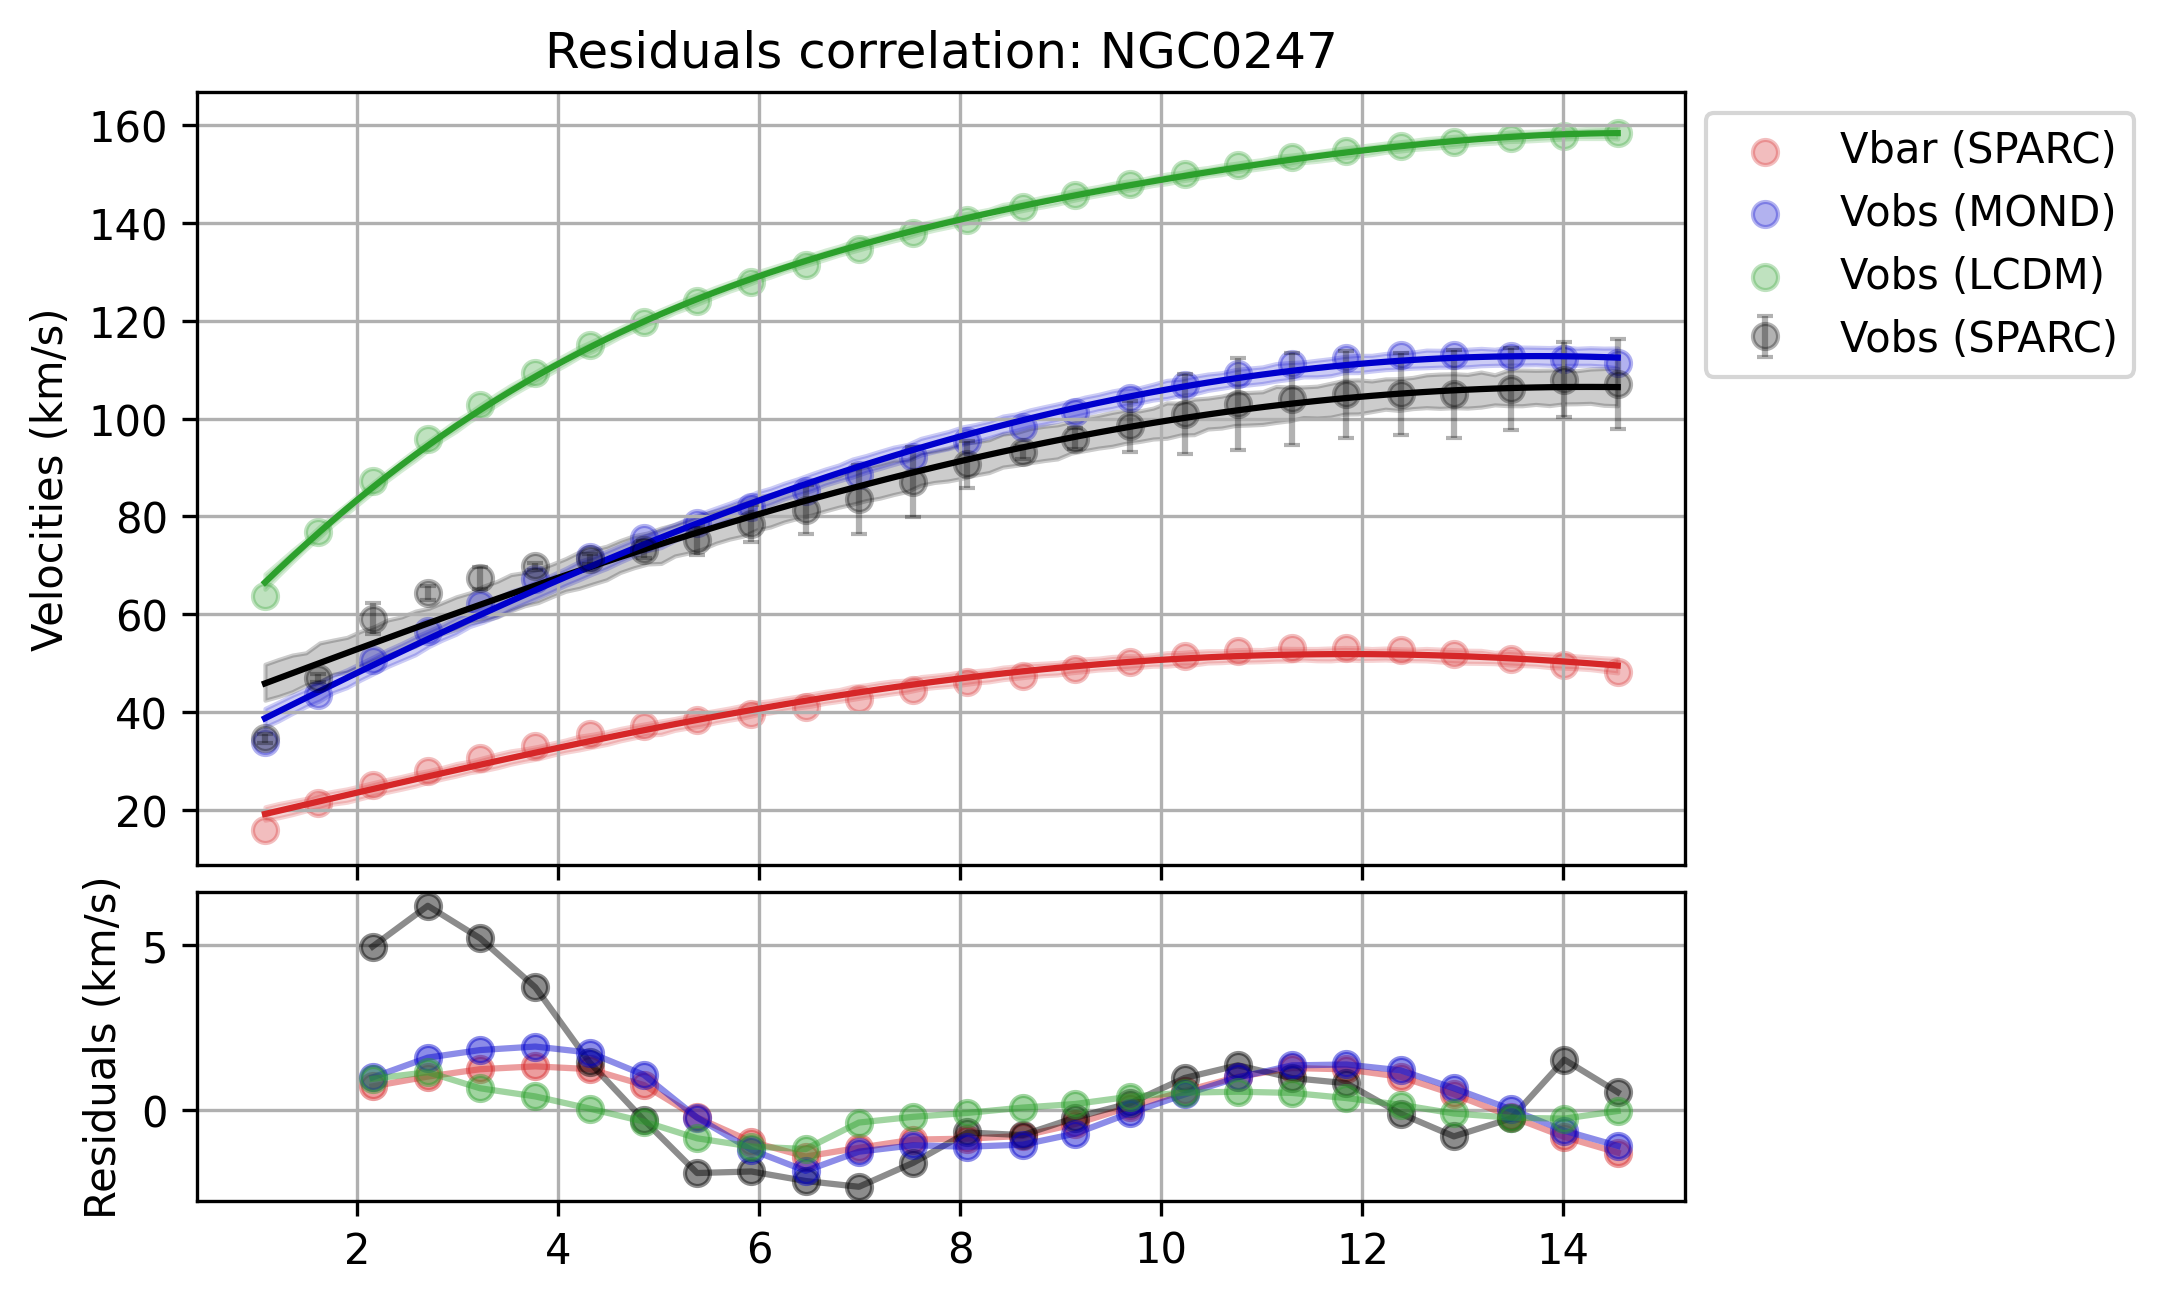 Residuals correlation: NGC0247
Velocities (km/s)
160
140
120
100
80
60
40
20
Vbar (SPARC)
Vobs (MOND)
Vobs (LCDM)
Vobs (SPARC)
Residuals (km/s)
5
0
2 4 6 8 10 12 14